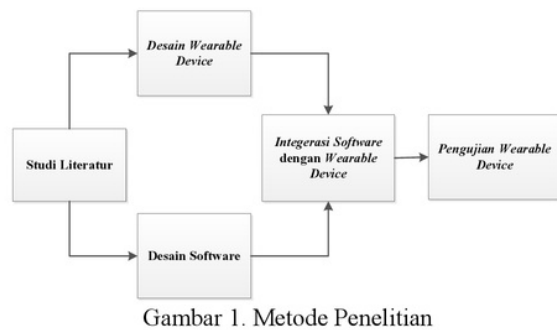 Desain Wearable
Device
Studi Literatur
Integerasi Software
dengan Wearable
Device
Pengujian Wearable
Device
Desain Software
Gambar 1. Metode Penelitian